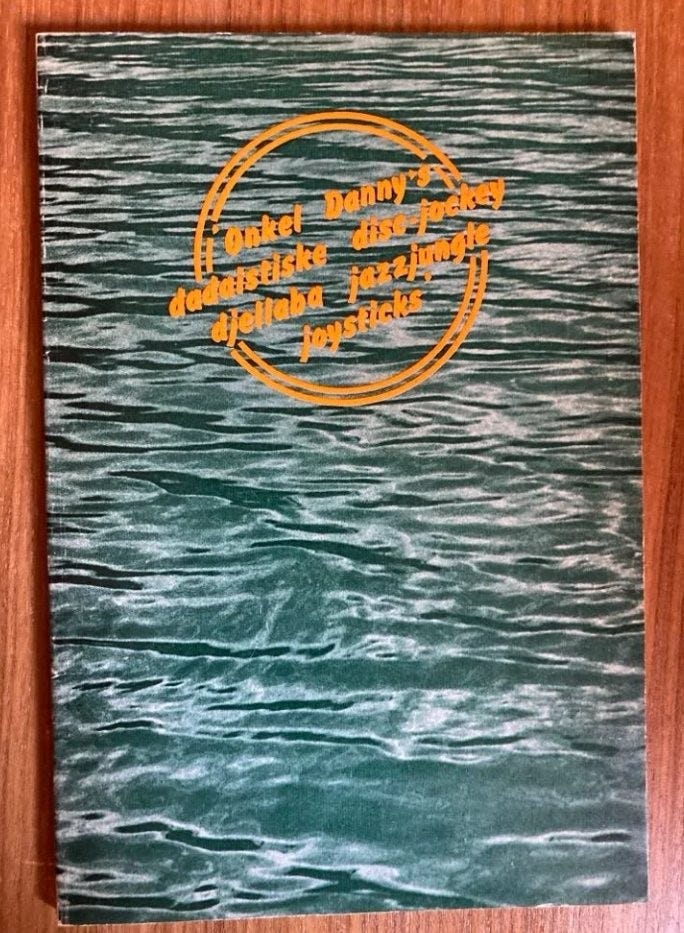 'Onkel Danny's
dadaistiske disc-jockey
djellaba jazzjungle
joysticks'